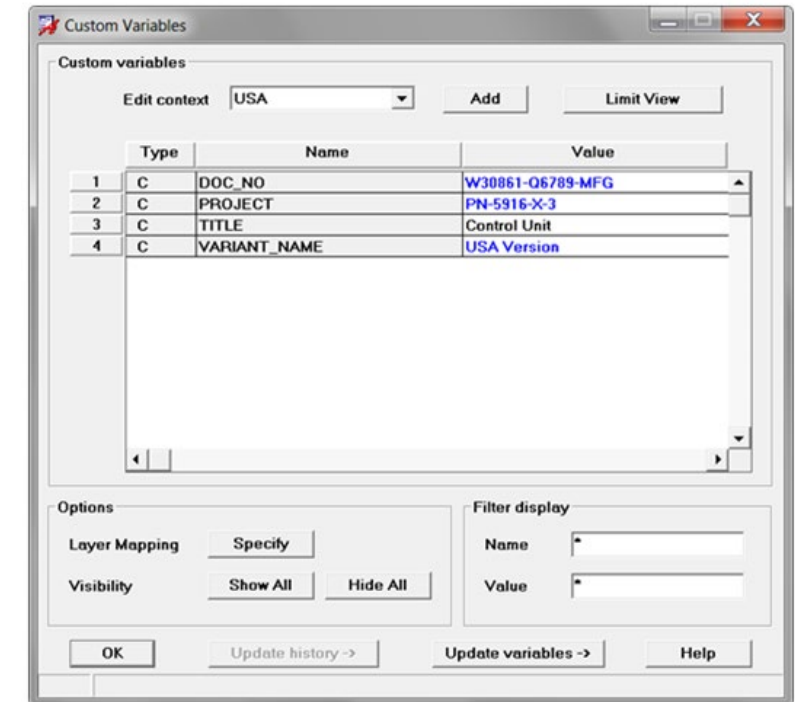 Custom Variables
Custom variables
Edit context USA Add Limit View
Type Name Value
1 C DOC_NO W30861-Q6789-MFG
2 C PROJECT PN-5916-X-3
3 C TITLE Control Unit
4 C VARIANT_NAME USA Version
Options Filter display
Layer Mapping Specify Name *
Visibility Show All Hide All Value *
OK Update history -> Update variables -> Help